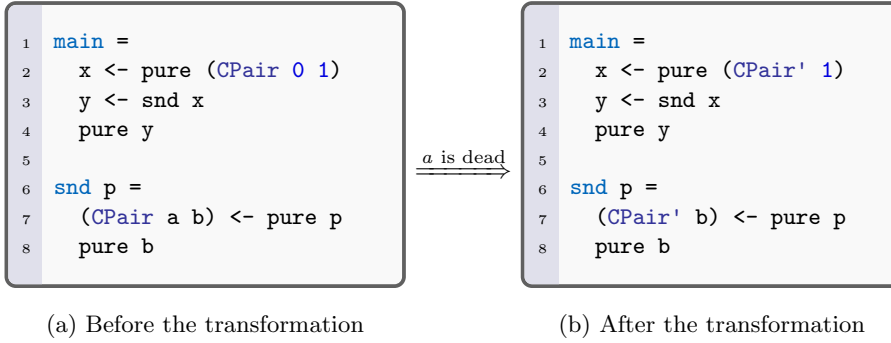 1 main =
2 x <- pure (CPair 0 1)
3 y <- snd x
4 pure y
5
6 snd p =
7 (CPair a b) <- pure p
8 pure b
a is dead
1 main =
2 x <- pure (CPair' 1)
3 y <- snd x
4 pure y
5
6 snd p =
7 (CPair' b) <- pure p
8 pure b
(a) Before the transformation
(b) After the transformation